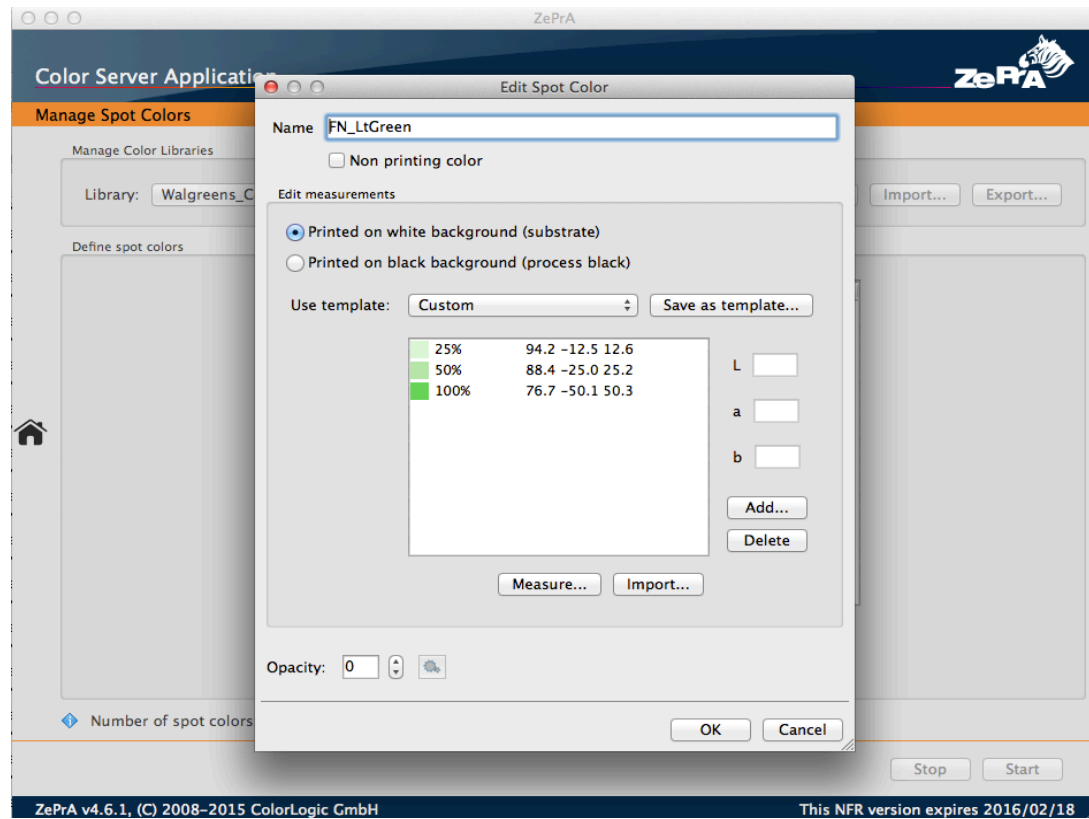 ZePrA
Color Server Application
ZePrA
Edit Spot Color
Manage Spot Colors
Name FN_LtGreen
Non printing color
Manage Color Libraries
Library: Walgreens_C
Import... Export...
Edit measurements
Define spot colors
Printed on white background (substrate)
Printed on black background (process black)
Use template: Custom Save as template...
25% 94.2 -12.5 12.6
50% 88.4 -25.0 25.2
100% 76.7 -50.1 50.3
L
a
b
Add...
Delete
Measure... Import...
Opacity: 0
Number of spot colors
OK Cancel
Stop Start
ZePrA v4.6.1, (C) 2008-2015 ColorLogic GmbH This NFR version expires 2016/02/18